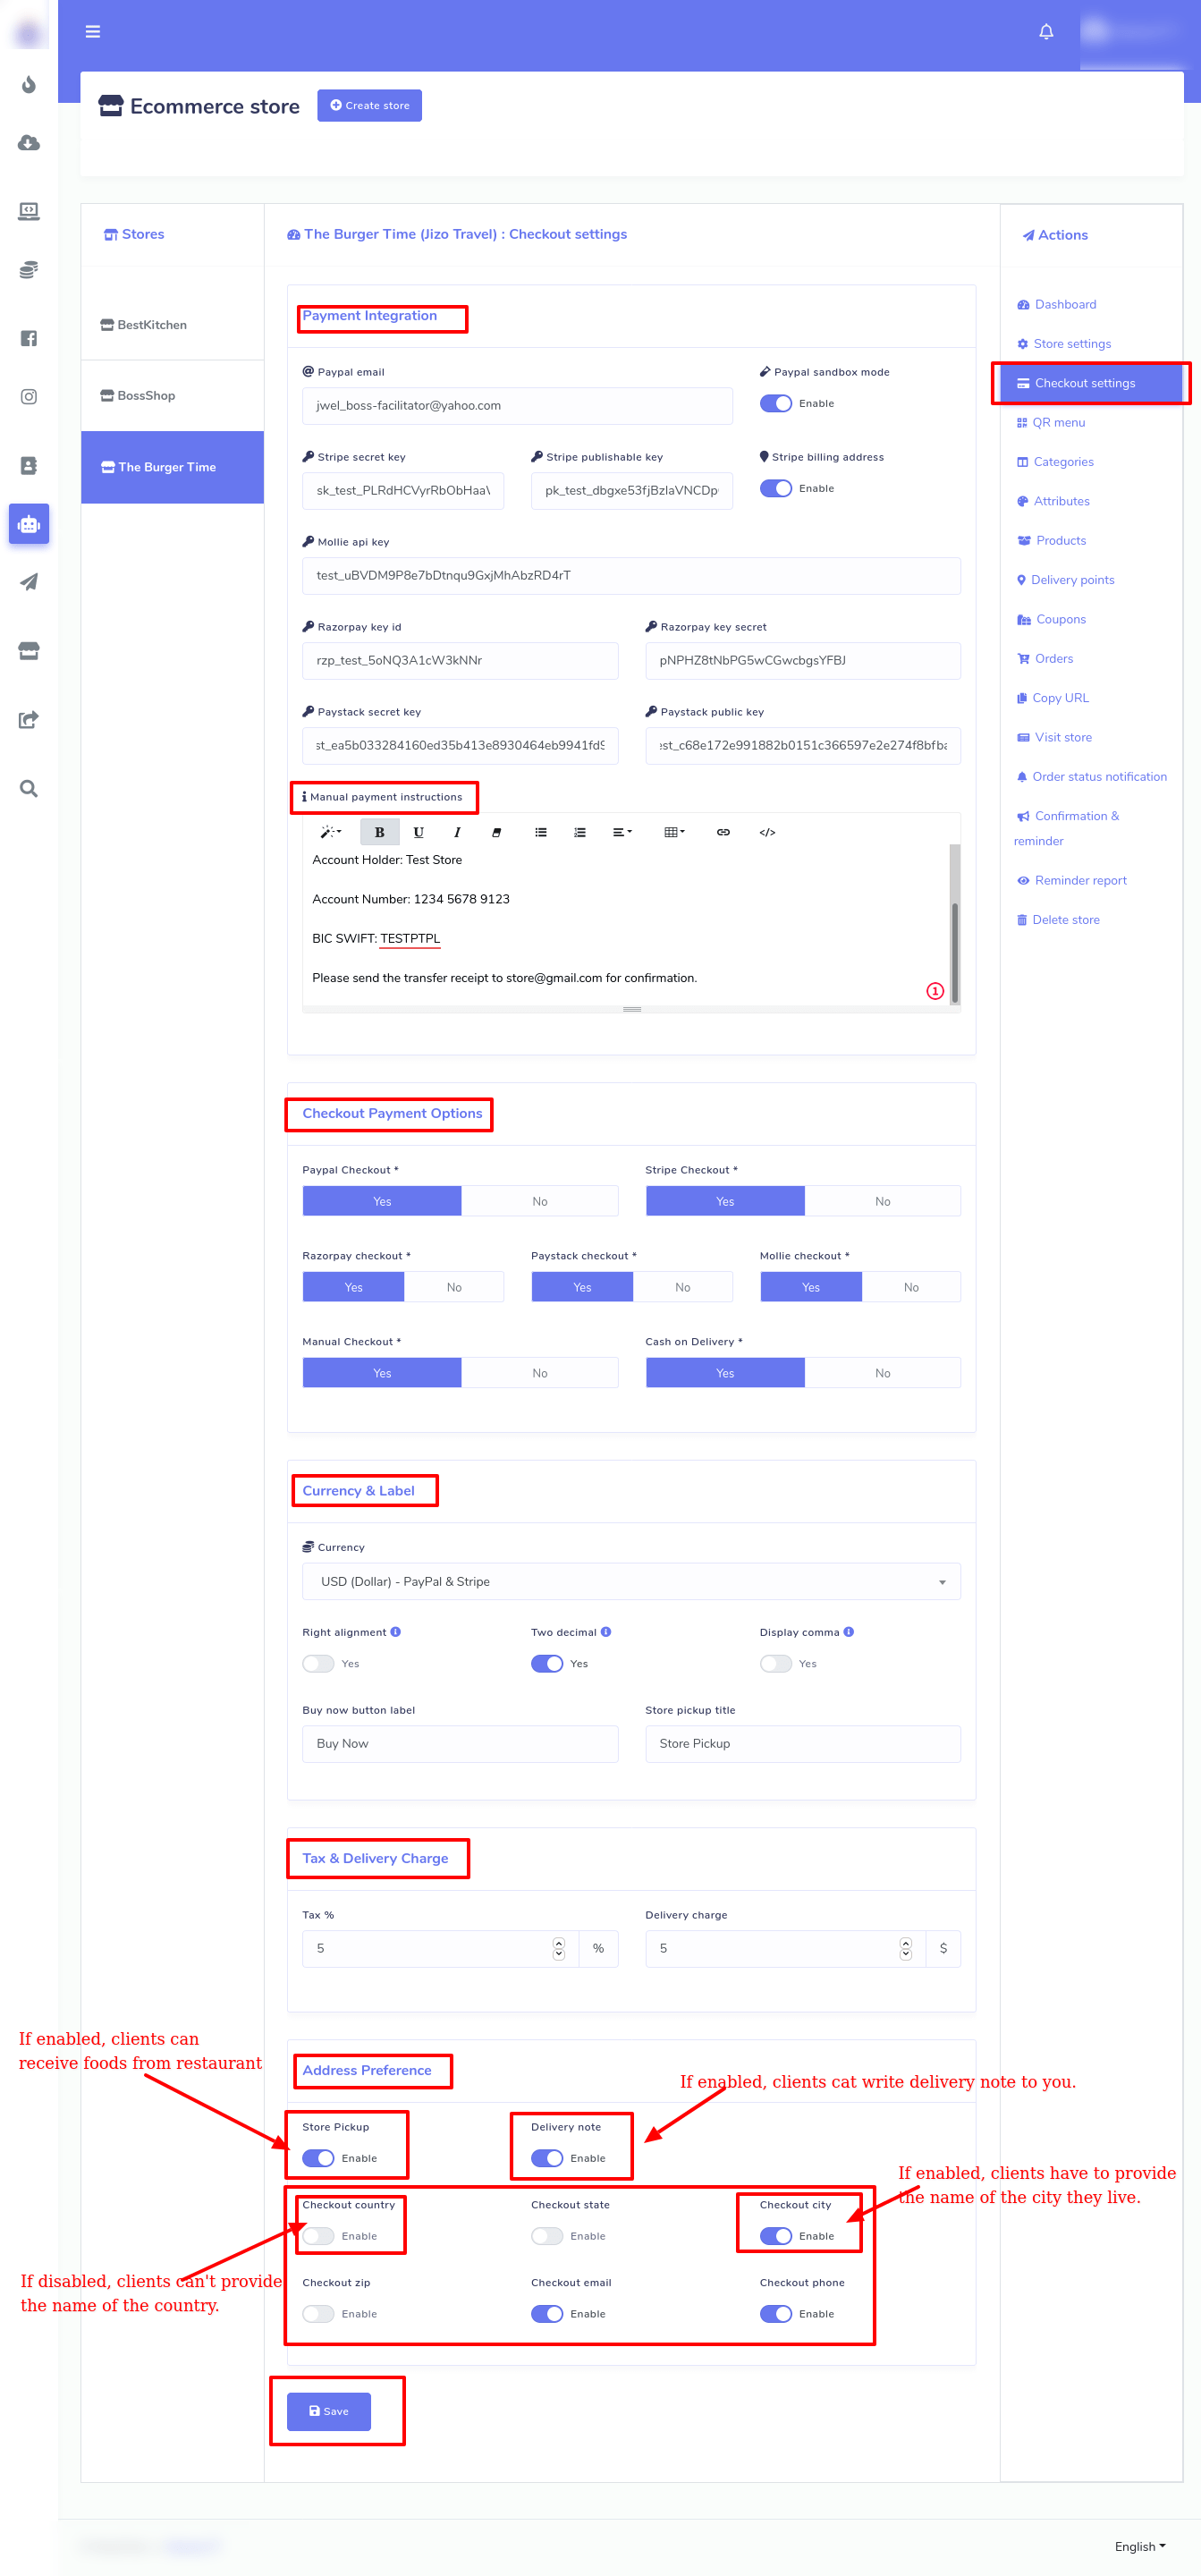 Ecommerce store
Create store
Stores
The Burger Time (Jizo Travel) : Checkout settings
Actions
BestKitchen
BossShop
The Burger Time
Payment Integration
Paypal email
Paypal sandbox mode
jwel_boss-facilitator@yahoo.com
Enable
Stripe secret key
Stripe publishable key
Stripe billing address
Enable
Mollie api key
test_uBVDM9P8e7bDtnqu9GxjMhAbzRD4rT
Razorpay key id
Razorpay key secret
rzp_test_5oNQ3A1cW3kNNr
pNPHZ8tNbPG5wCGwcbgsYFBJ
Paystack secret key
Paystack public key
Manual payment instructions
B U I
</>
Account Holder: Test Store
Account Number: 1234 5678 9123
BIC SWIFT: TESTPTPL
Please send the transfer receipt to store@gmail.com for confirmation.
1
Checkout Payment Options
Paypal Checkout *
Stripe Checkout *
Yes No
Yes No
Razorpay checkout *
Paystack checkout *
Mollie checkout *
Yes No
Yes No
Yes No
Manual Checkout *
Cash on Delivery *
Yes No
Yes No
Currency & Label
Currency
USD (Dollar) - PayPal & Stripe
Right alignment
Two decimal
Display comma
Yes
Yes
Yes
Buy now button label
Store pickup title
Buy Now
Store Pickup
Tax & Delivery Charge
Tax %
Delivery charge
5 %
5 $
Address Preference
Store Pickup
Delivery note
Enable
Enable
Checkout country
Checkout state
Checkout city
Enable
Enable
Enable
Checkout zip
Checkout email
Checkout phone
Enable
Enable
Enable
Save
If enabled, clients can
receive foods from restaurant
If enabled, clients cat write delivery note to you.
If enabled, clients have to provide
the name of the city they live.
If disabled, clients can't provide
the name of the country.
Dashboard
Store settings
Checkout settings
QR menu
Categories
Attributes
Products
Delivery points
Coupons
Orders
Copy URL
Visit store
Order status notification
Confirmation &
reminder
Reminder report
Delete store
English